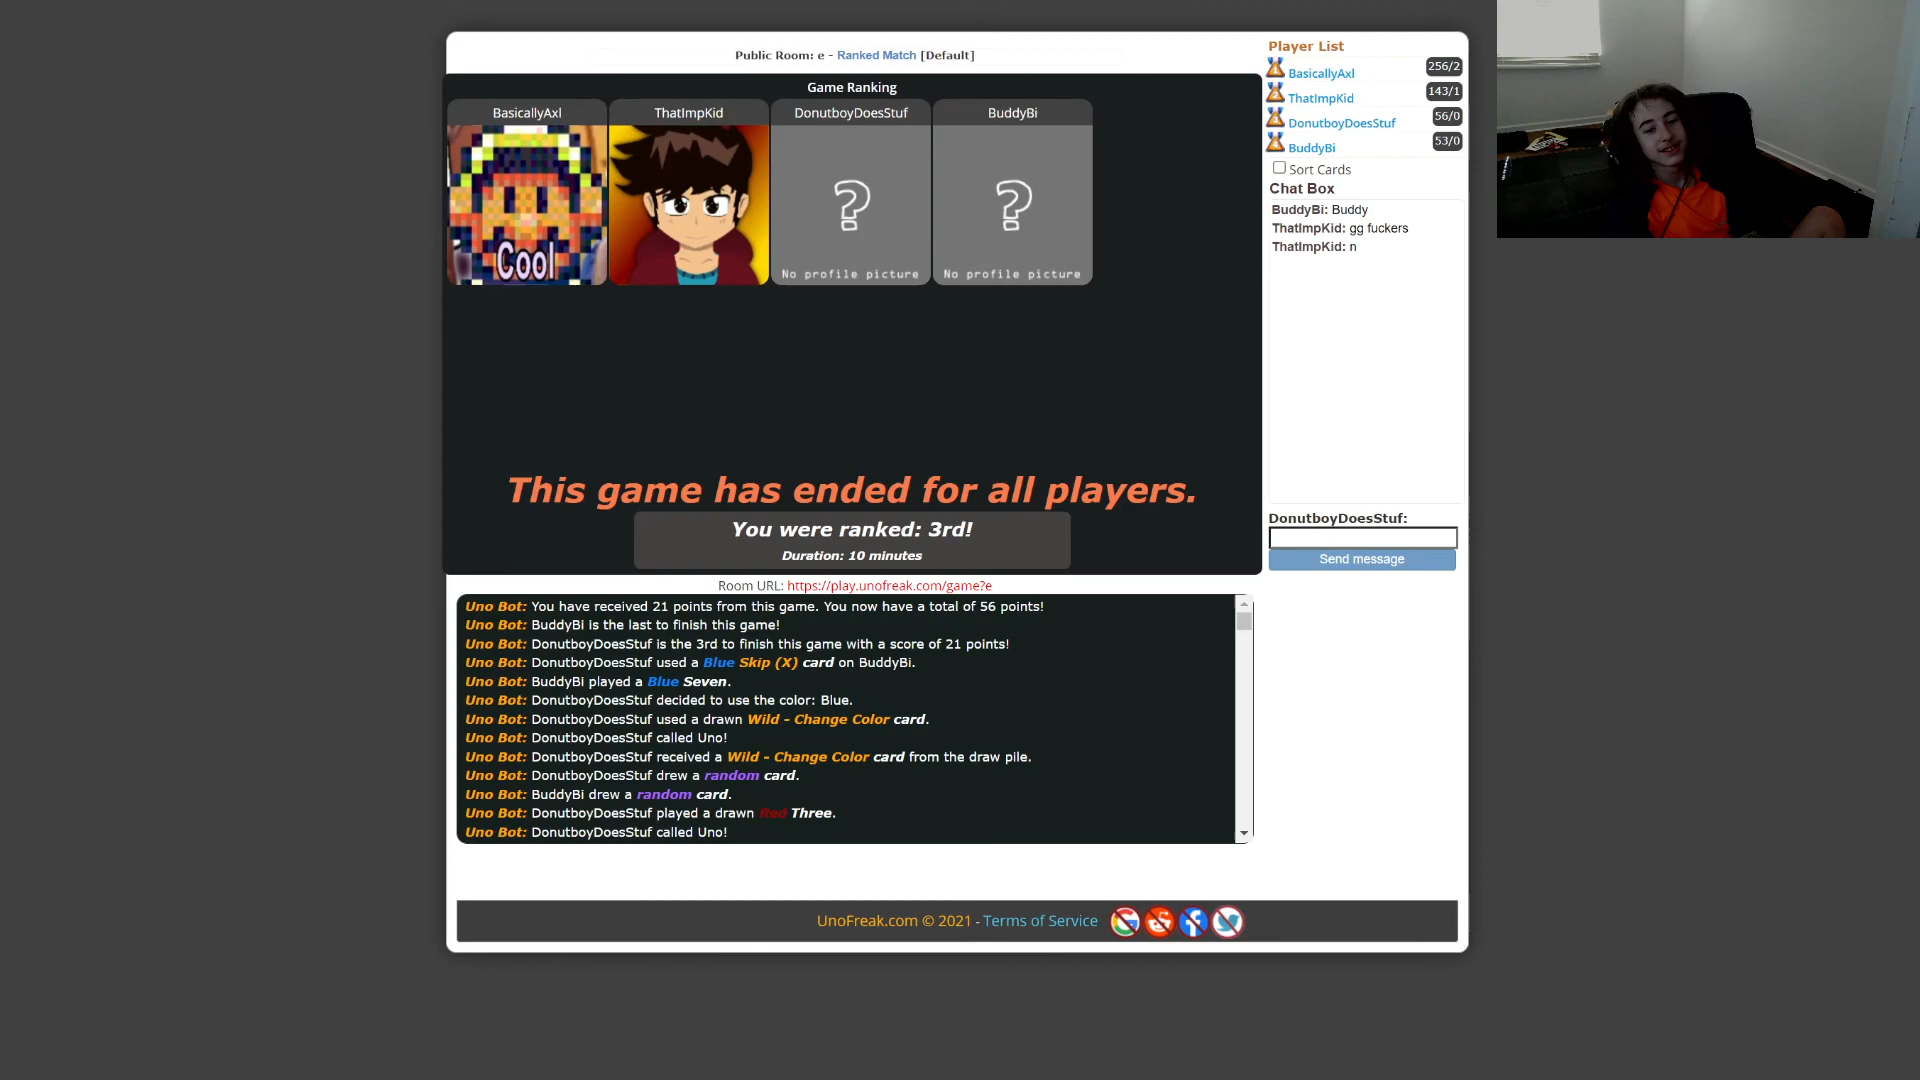 Public Room: e - Ranked Match [Default]
Game Ranking
BasicallyAxl
ThatImpKid
DonutboyDoesStuf
BuddyBi
Cool
No profile picture
No profile picture
This game has ended for all players.
You were ranked: 3rd!
Duration: 10 minutes
Room URL: https://play.unofreak.com/game?e
Uno Bot: You have received 21 points from this game. You now have a total of 56 points!
Uno Bot: BuddyBi is the last to finish this game!
Uno Bot: DonutboyDoesStuf is the 3rd to finish this game with a score of 21 points!
Uno Bot: DonutboyDoesStuf used a Blue Skip (X) card on BuddyBi.
Uno Bot: BuddyBi played a Blue Seven.
Uno Bot: DonutboyDoesStuf decided to use the color: Blue.
Uno Bot: DonutboyDoesStuf used a drawn Wild - Change Color card.
Uno Bot: DonutboyDoesStuf called Uno!
Uno Bot: DonutboyDoesStuf received a Wild - Change Color card from the draw pile.
Uno Bot: DonutboyDoesStuf drew a random card.
Uno Bot: BuddyBi drew a random card.
Uno Bot: DonutboyDoesStuf played a drawn Red Three.
Uno Bot: DonutboyDoesStuf called Uno!
Player List
BasicallyAxl 256/2
ThatImpKid 143/1
DonutboyDoesStuf 56/0
BuddyBi 53/0
Sort Cards
Chat Box
BuddyBi: Buddy
ThatImpKid: gg fuckers
ThatImpKid: n
DonutboyDoesStuf:
Send message
UnoFreak.com © 2021 - Terms of Service